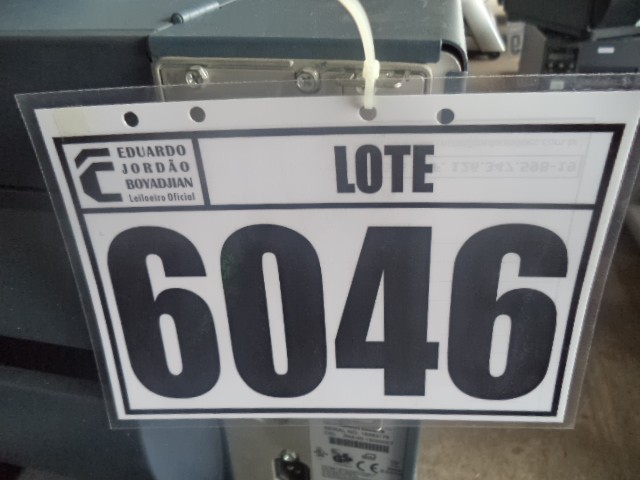 EDUARDO
JORDÃO
BOYADJIAN
Leiloeiro Oficial
LOTE
6046